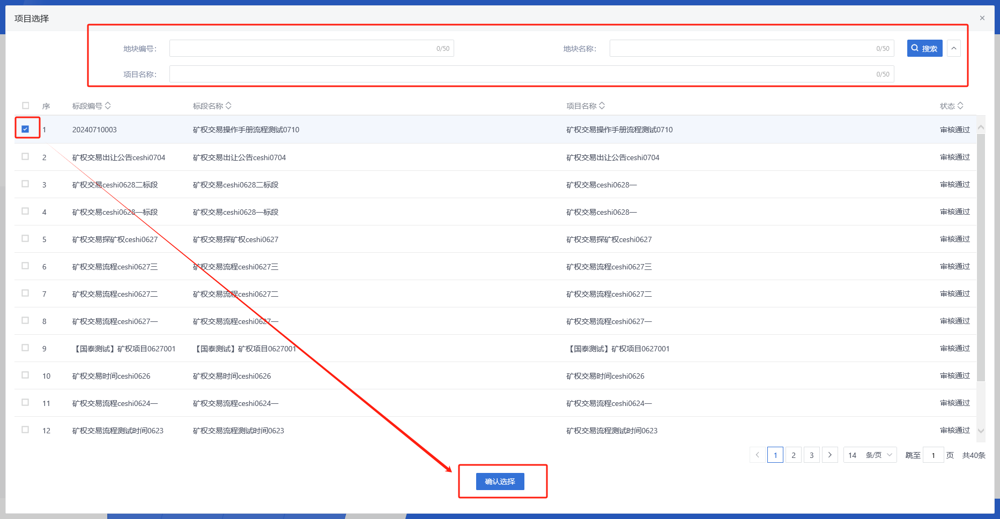 项目选择
地块编号： 0/50 地块名称： 0/50 搜索
项目名称： 0/50
序 标段编号 标段名称 项目名称 状态
1 20240710003 矿权交易操作手册流程测试0710 矿权交易操作手册流程测试0710 审核通过
2 矿权交易出让公告ceshi0704 矿权交易出让公告ceshi0704 矿权交易出让公告ceshi0704 审核通过
3 矿权交易ceshi0628二标段 矿权交易ceshi0628二标段 矿权交易ceshi0628一 审核通过
4 矿权交易ceshi0628一标段 矿权交易ceshi0628一标段 矿权交易ceshi0628一 审核通过
5 矿权交易探矿权ceshi0627 矿权交易探矿权ceshi0627 矿权交易探矿权ceshi0627 审核通过
6 矿权交易流程ceshi0627三 矿权交易流程ceshi0627三 矿权交易流程ceshi0627三 审核通过
7 矿权交易流程ceshi0627二 矿权交易流程ceshi0627二 矿权交易流程ceshi0627二 审核通过
8 矿权交易流程ceshi0627一 矿权交易流程ceshi0627一 矿权交易流程ceshi0627一 审核通过
9 【国泰测试】矿权项目0627001 【国泰测试】矿权项目0627001 【国泰测试】矿权项目0627001 审核通过
10 矿权交易时间ceshi0626 矿权交易时间ceshi0626 矿权交易时间ceshi0626 审核通过
11 矿权交易流程ceshi0624一 矿权交易流程ceshi0624一 矿权交易流程ceshi0624一 审核通过
12 矿权交易流程测试时间0623 矿权交易流程测试时间0623 矿权交易流程测试时间0623 审核通过
1 2 3 14 条/页 跳至 1 页 共40条
确认选择